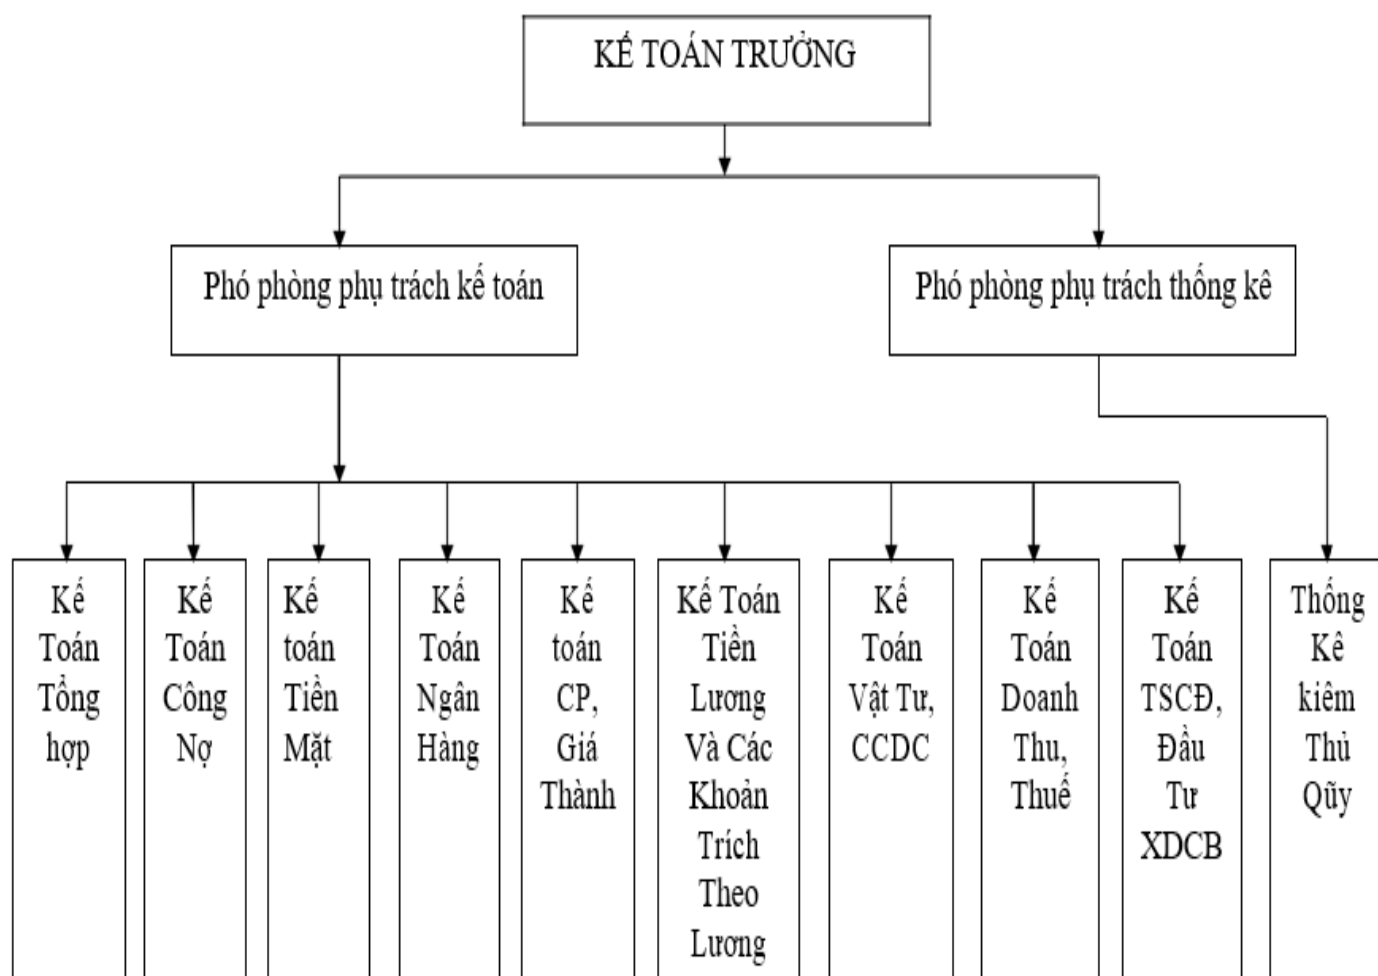 KẾ TOÁN TRƯỞNG
Phó phòng phụ trách kế toán
Phó phòng phụ trách thống kê
Kế
Toán
Tổng
hợp
Kế
Toán
Công
Nợ
Kế
toán
Tiền
Mặt
Kế
Toán
Ngân
Hàng
Kế
toán
CP,
Giá
Thành
Kế Toán
Tiền
Lương
Và Các
Khoản
Trích
Theo
Lương
Kế
Toán
Vật Tư,
CCDC
Kế
Toán
Doanh
Thu,
Thuế
Kế
Toán
TSCĐ,
Đầu
Tư
XDCB
Thống
Kê
kiêm
Thủ
Qũy